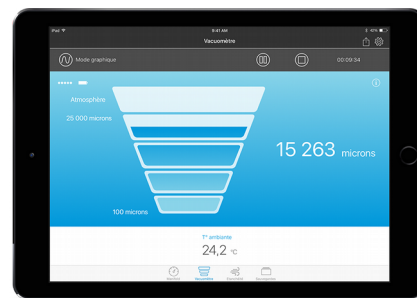 iPad
9:41 AM
42%
Vacuomètre
Mode graphique
00:09:34
Atmosphère
25 000 microns
15 263 microns
100 microns
T° ambiante
24,2 °C
Vacuomètre